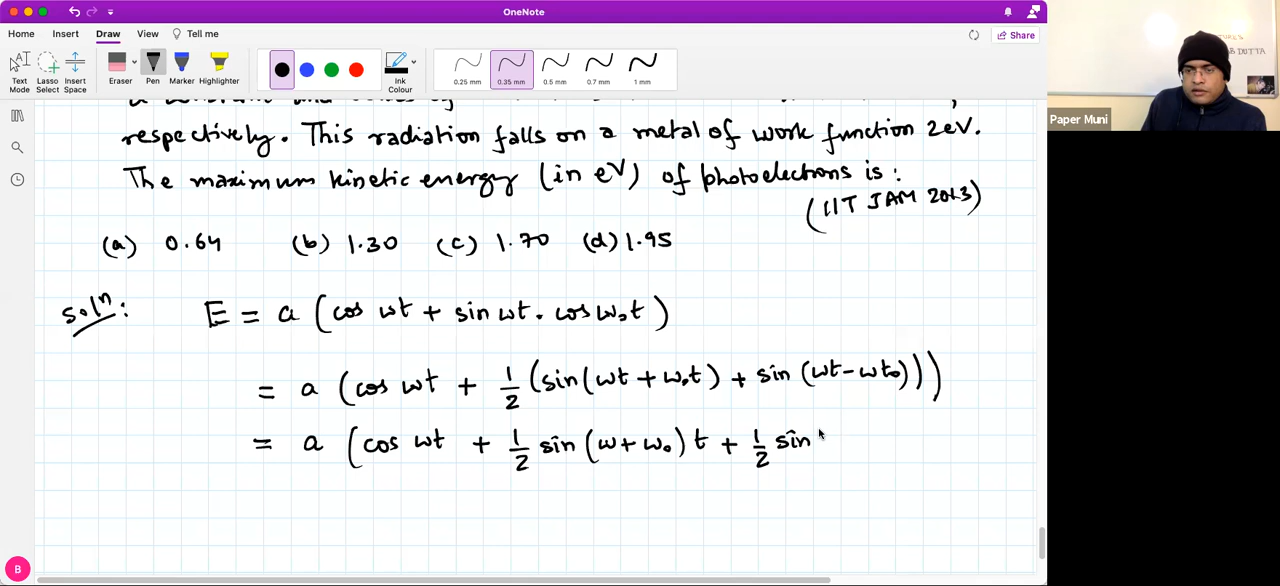 OneNote
Home Insert Draw View Tell me
Share
Text Mode
Lasso Select
Insert Space
Eraser
Pen
Marker
Highlighter
Ink Colour
0.25 mm 0.35 mm 0.5 mm 0.7 mm 1 mm
DUTTA
Paper Muni
respectively. This radiation falls on a metal of work function 2eV.
The maximum kinetic energy (in eV) of photoelectrons is:
(IIT JAM 2013)
(a) 0.64 (b) 1.30 (c) 1.70 (d) 1.95
Solⁿ: E = a (cos ωt + sin ωt . cos ω₀t)
= a (cos ωt + 1/2 (sin(ωt + ω₀t) + sin (ωt - ωt₀)))
= a (cos ωt + 1/2 sin (ω + ω₀) t + 1/2 sin
B